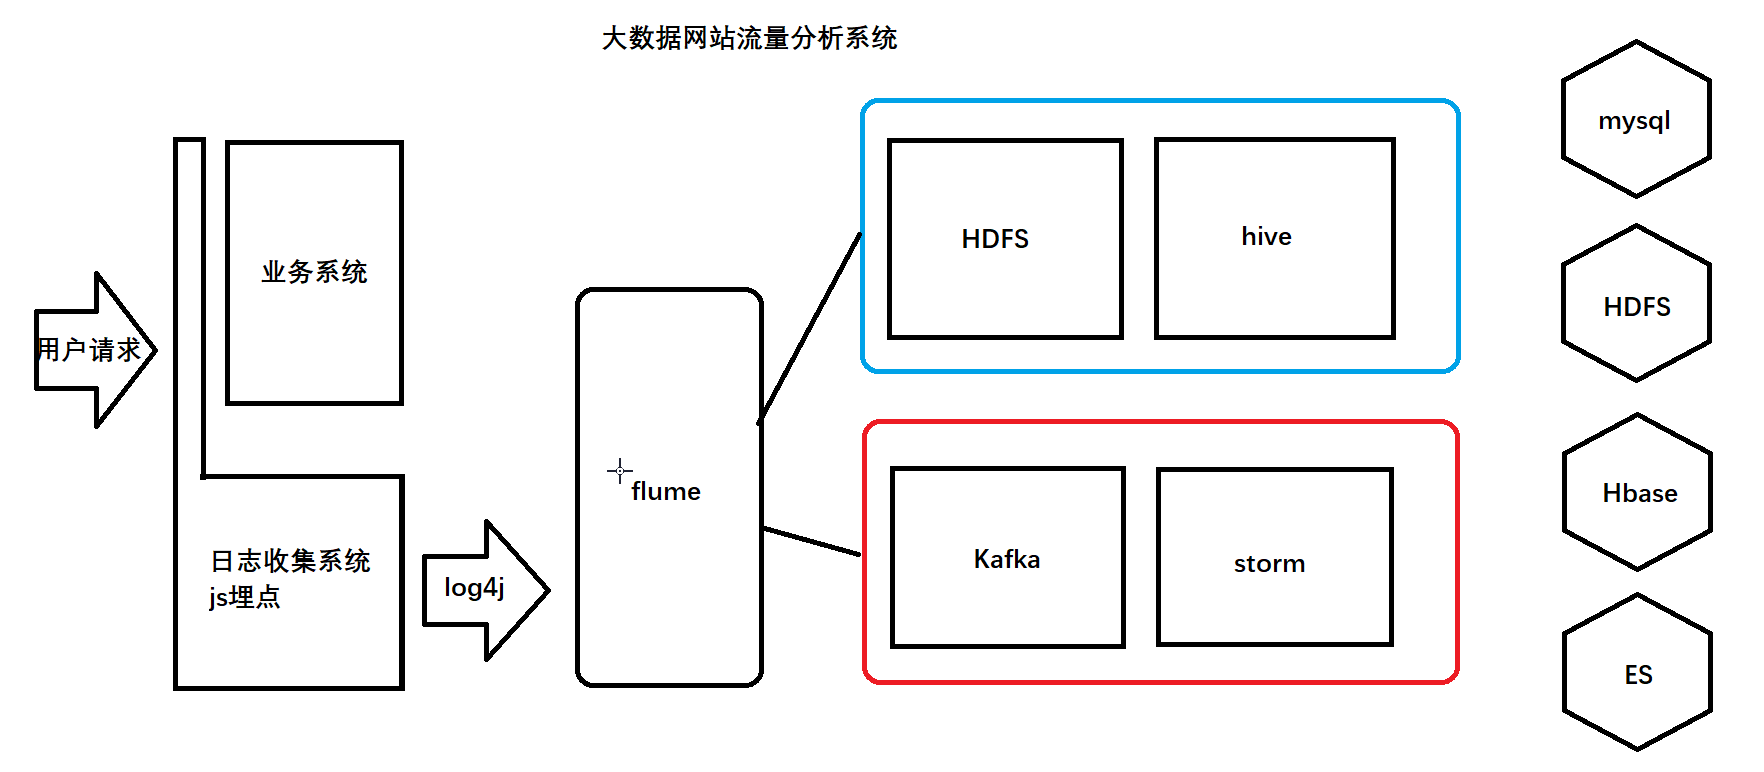 大数据网站流量分析系统
用户请求
业务系统
日志收集系统
js埋点
log4j
flume
HDFS
hive
Kafka
storm
mysql
HDFS
Hbase
ES